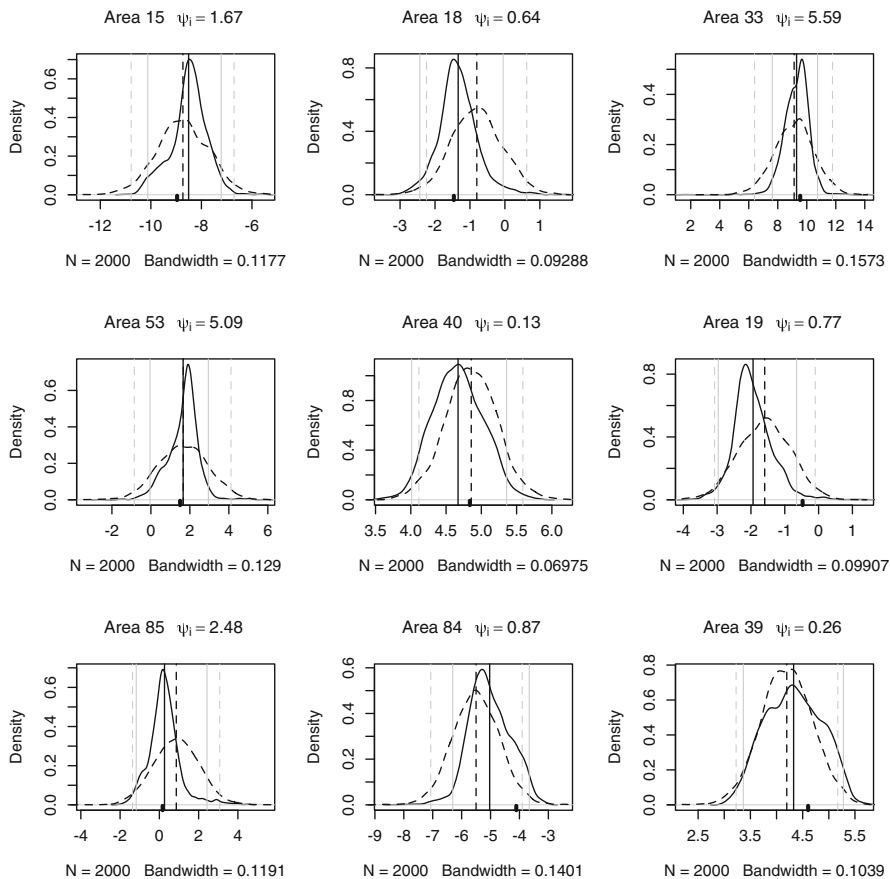 Area 15 ψi = 1.67
Area 18 ψi = 0.64
Area 33 ψi = 5.59
Density
0.0 0.2 0.4 0.6
-12 -10 -8 -6
N = 2000 Bandwidth = 0.1177
Density
0.0 0.4 0.8
-3 -2 -1 0 1
N = 2000 Bandwidth = 0.09288
Density
0.0 0.2 0.4
2 4 6 8 10 12 14
N = 2000 Bandwidth = 0.1573
Area 53 ψi = 5.09
Area 40 ψi = 0.13
Area 19 ψi = 0.77
Density
0.0 0.2 0.4 0.6
-2 0 2 4 6
N = 2000 Bandwidth = 0.129
Density
0.0 0.4 0.8
3.5 4.0 4.5 5.0 5.5 6.0
N = 2000 Bandwidth = 0.06975
Density
0.0 0.4 0.8
-4 -3 -2 -1 0 1
N = 2000 Bandwidth = 0.09907
Area 85 ψi = 2.48
Area 84 ψi = 0.87
Area 39 ψi = 0.26
Density
0.0 0.2 0.4 0.6
-4 -2 0 2 4
N = 2000 Bandwidth = 0.1191
Density
0.0 0.2 0.4 0.6
-9 -8 -7 -6 -5 -4 -3
N = 2000 Bandwidth = 0.1401
Density
0.0 0.2 0.4 0.6 0.8
2.5 3.5 4.5 5.5
N = 2000 Bandwidth = 0.1039